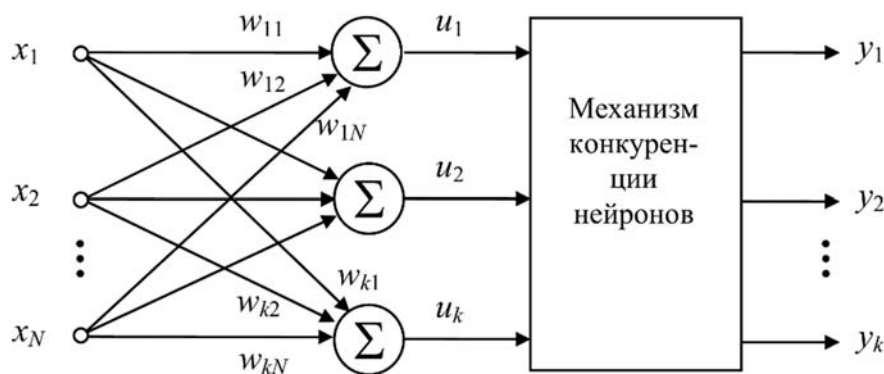 x₁ w₁₁ Σ u₁ y₁
w₁₂
w₁N
Механизм
конкурен-
ции
нейронов
x₂ Σ u₂ y₂
wₖ₁
wₖ₂
xN wₖN Σ uₖ yₖ